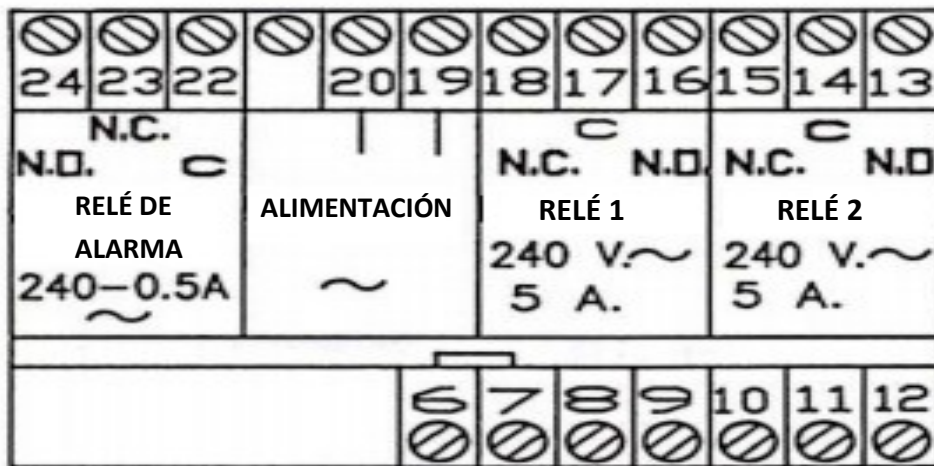 24 23 22 20 19 18 17 16 15 14 13
N.C. C C
N.O. C N.C. N.O. N.C. N.O
RELÉ DE ALARMA
ALIMENTACIÓN
RELÉ 1
RELÉ 2
240-0.5A
~
~
240 V.~
5 A.
240 V.~
5 A.
6 7 8 9 10 11 12